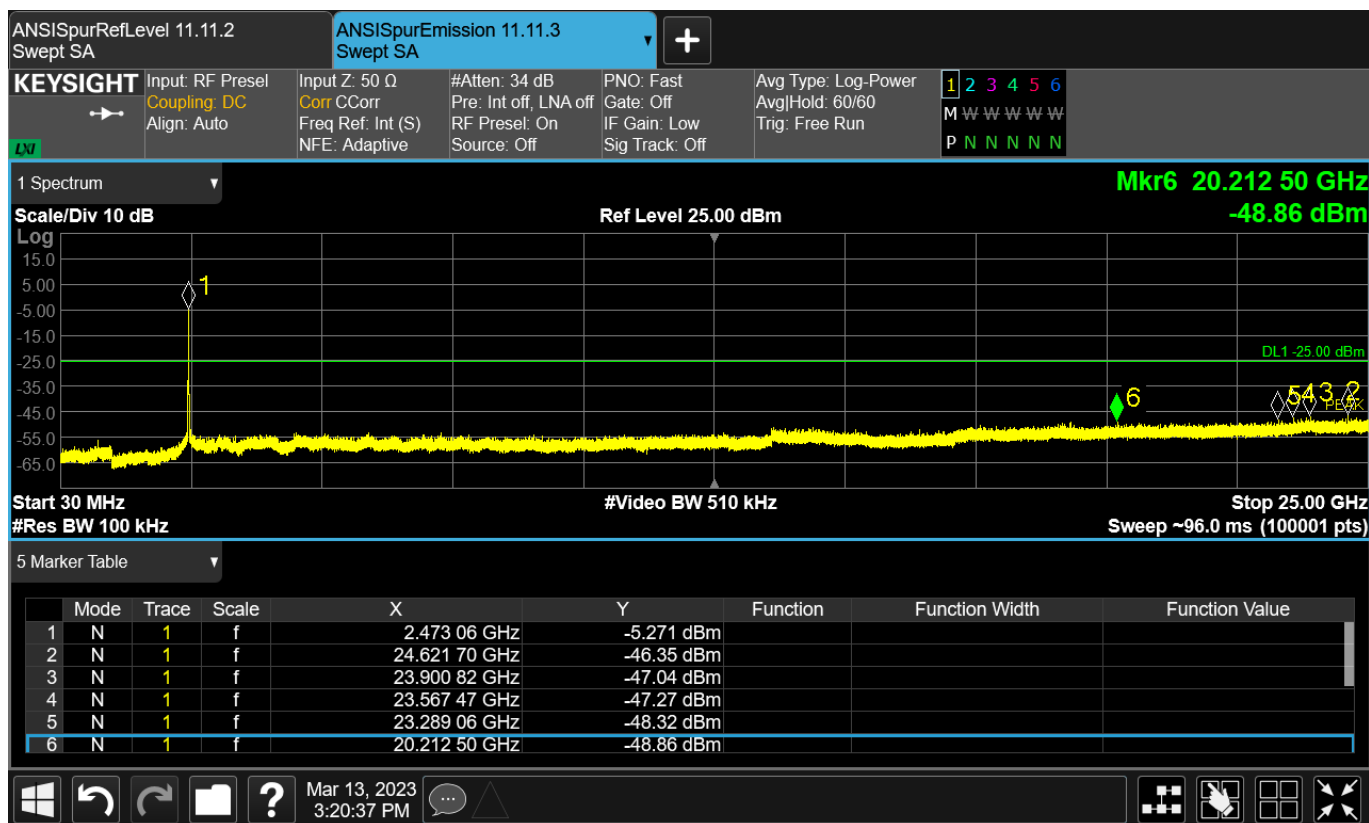 ANSISpurRefLevel 11.11.2
Swept SA
ANSISpurEmission 11.11.3
Swept SA
KEYSIGHT
LXI
Input: RF Presel
Coupling: DC
Align: Auto
Input Z: 50 Ω
Corr CCorr
Freq Ref: Int (S)
NFE: Adaptive
#Atten: 34 dB
Pre: Int off, LNA off
RF Presel: On
Source: Off
PNO: Fast
Gate: Off
IF Gain: Low
Sig Track: Off
Avg Type: Log-Power
Avg|Hold: 60/60
Trig: Free Run
1 2 3 4 5 6
M W W W W W
P N N N N N
1 Spectrum
Mkr6 20.212 50 GHz
-48.86 dBm
Scale/Div 10 dB
Ref Level 25.00 dBm
Log
15.0
5.00
-5.00
-15.0
-25.0
-35.0
-45.0
-55.0
-65.0
1
DL1 -25.00 dBm
6
5 4 3 2
PEAK
Start 30 MHz
#Video BW 510 kHz
Stop 25.00 GHz
#Res BW 100 kHz
Sweep ~96.0 ms (100001 pts)
5 Marker Table
Mode Trace Scale X Y Function Function Width Function Value
1 N 1 f 2.473 06 GHz -5.271 dBm
2 N 1 f 24.621 70 GHz -46.35 dBm
3 N 1 f 23.900 82 GHz -47.04 dBm
4 N 1 f 23.567 47 GHz -47.27 dBm
5 N 1 f 23.289 06 GHz -48.32 dBm
6 N 1 f 20.212 50 GHz -48.86 dBm
?
Mar 13, 2023
3:20:37 PM